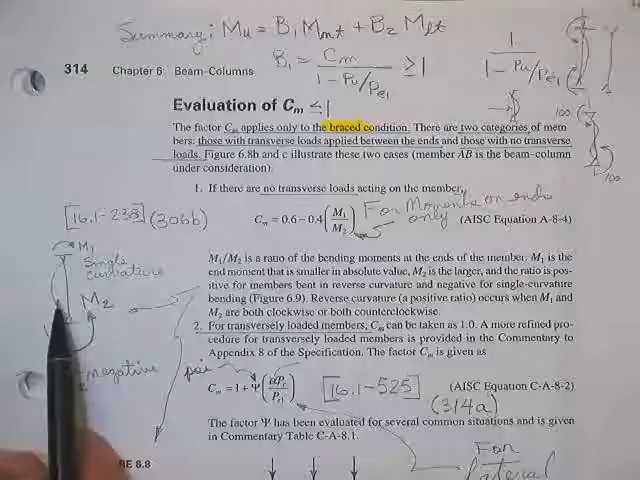 Summary: Mu = B1 Mnt + B2 Mlt
B1 = Cm / (1 - Pu/Pe1) ≥ 1
1 / (1 - Pu/Pe1)
314 Chapter 6 Beam-Columns
Evaluation of Cm ≤ 1
100
The factor Cm applies only to the braced condition. There are two categories of mem-
bers: those with transverse loads applied between the ends and those with no transverse
loads. Figure 6.8b and c illustrate these two cases (member AB is the beam-column
under consideration).
100
1. If there are no transverse loads acting on the member,
[16.1-238] (306b)
Cm = 0.6 - 0.4 (M1/M2) (AISC Equation A-8-4)
For Moments on ends
only
M1
Single
curvature
M2
negative
M1/M2 is a ratio of the bending moments at the ends of the member. M1 is the
end moment that is smaller in absolute value, M2 is the larger, and the ratio is
positive for members bent in reverse curvature and negative for single-curvature
bending (Figure 6.9). Reverse curvature (a positive ratio) occurs when M1 and
M2 are both clockwise or both counterclockwise.
2. For transversely loaded members, Cm can be taken as 1.0. A more refined pro-
cedure for transversely loaded members is provided in the Commentary to
Appendix 8 of the Specification. The factor Cm is given as
psi
Cm = 1 + Ψ (αPr/Pe1) [16.1-525] (AISC Equation C-A-8-2)
(314a)
The factor Ψ has been evaluated for several common situations and is given
in Commentary Table C-A-8.1.
For
lateral
RE 6.8